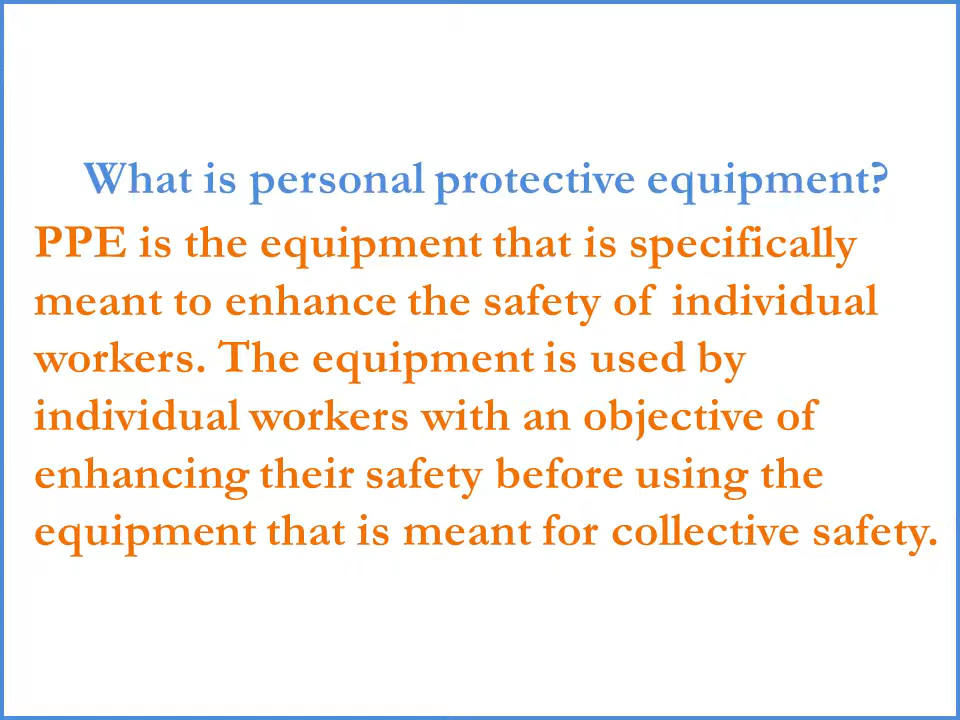 What is personal protective equipment?
PPE is the equipment that is specifically
meant to enhance the safety of individual
workers. The equipment is used by
individual workers with an objective of
enhancing their safety before using the
equipment that is meant for collective safety.